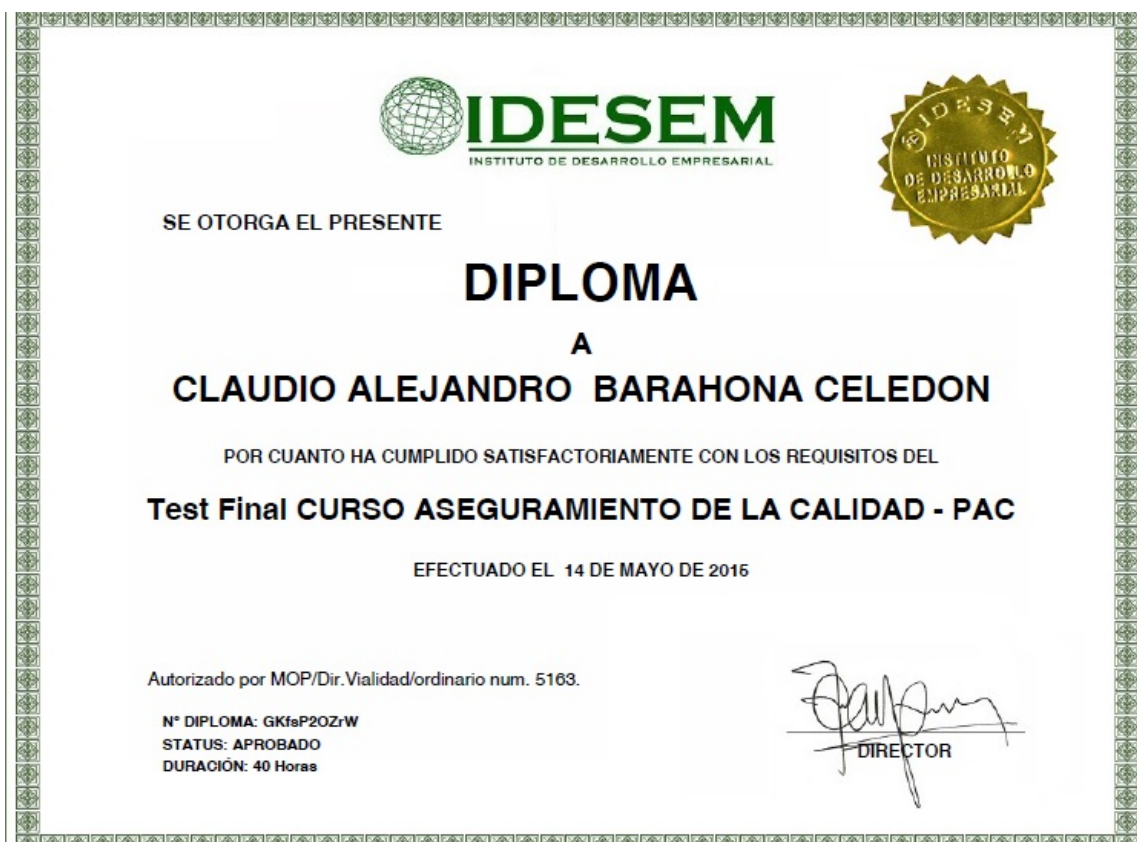 IDESEM
INSTITUTO DE DESARROLLO EMPRESARIAL
IDESEM
INSTITUTO
DE DESARROLLO
EMPRESARIAL
SE OTORGA EL PRESENTE
DIPLOMA
A
CLAUDIO ALEJANDRO BARAHONA CELEDON
POR CUANTO HA CUMPLIDO SATISFACTORIAMENTE CON LOS REQUISITOS DEL
Test Final CURSO ASEGURAMIENTO DE LA CALIDAD - PAC
EFECTUADO EL 14 DE MAYO DE 2015
Autorizado por MOP/Dir.Vialidad/ordinario num. 5163.
N° DIPLOMA: GKfsP2OZrW
STATUS: APROBADO
DURACIÓN: 40 Horas
DIRECTOR